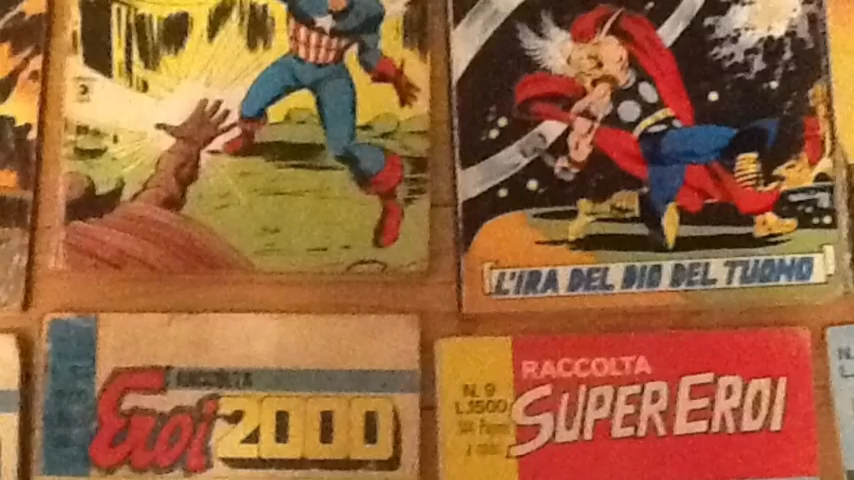 L'IRA DEL DIO DEL TUONO
RACCOLTA
Eroi 2000
N. 9
L.1500
RACCOLTA
SUPER EROI
N.
L.